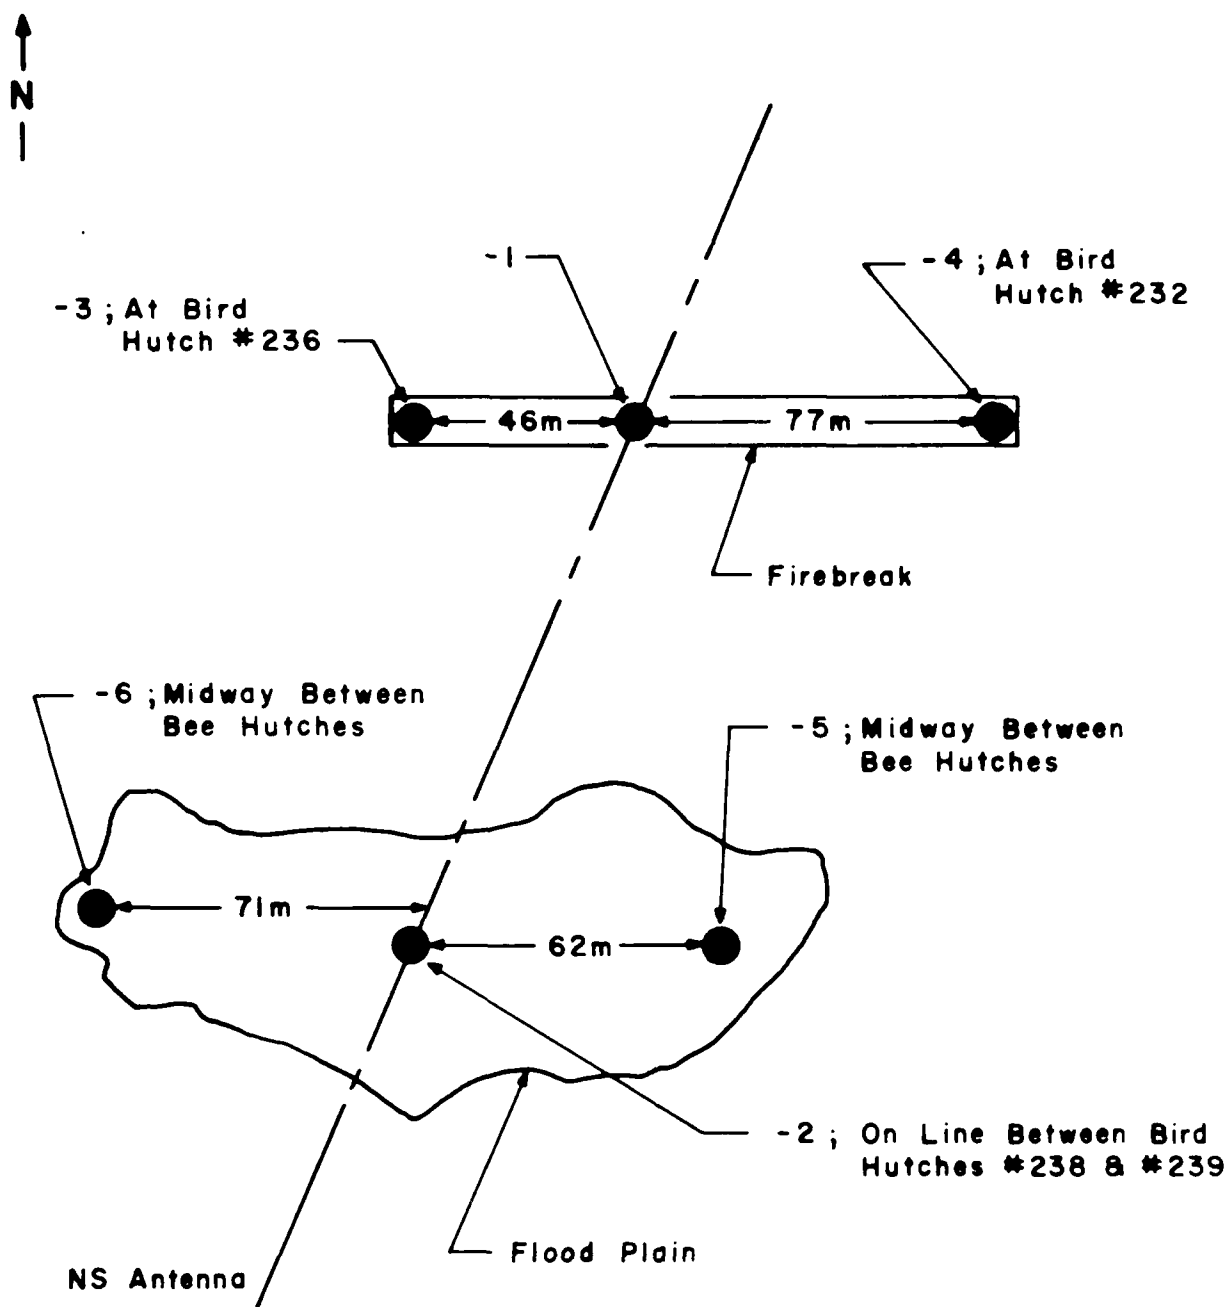 N
-1
-4 ; At Bird
Hutch #232
-3 ; At Bird
Hutch #236
46m
77m
Firebreak
-6 ; Midway Between
Bee Hutches
-5 ; Midway Between
Bee Hutches
71m
62m
-2 ; On Line Between Bird
Hutches #238 & #239
Flood Plain
NS Antenna